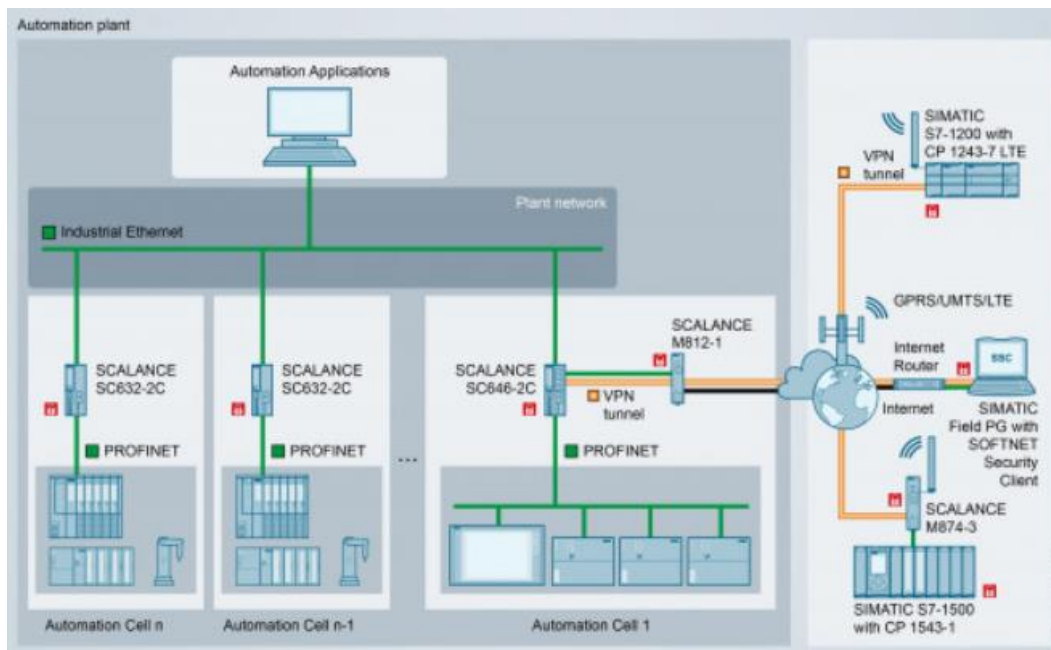 Automation plant
Automation Applications
Plant network
Industrial Ethernet
SCALANCE
SC632-2C
SCALANCE
SC632-2C
SCALANCE
SC646-2C
SCALANCE
M812-1
VPN
tunnel
PROFINET
PROFINET
PROFINET
...
Automation Cell n
Automation Cell n-1
Automation Cell 1
SIMATIC
S7-1200 with
CP 1243-7 LTE
VPN
tunnel
GPRS/UMTS/LTE
Internet
Router
SSC
Internet
SIMATIC
Field PG with
SOFTNET
Security
Client
SCALANCE
M874-3
SIMATIC S7-1500
with CP 1543-1